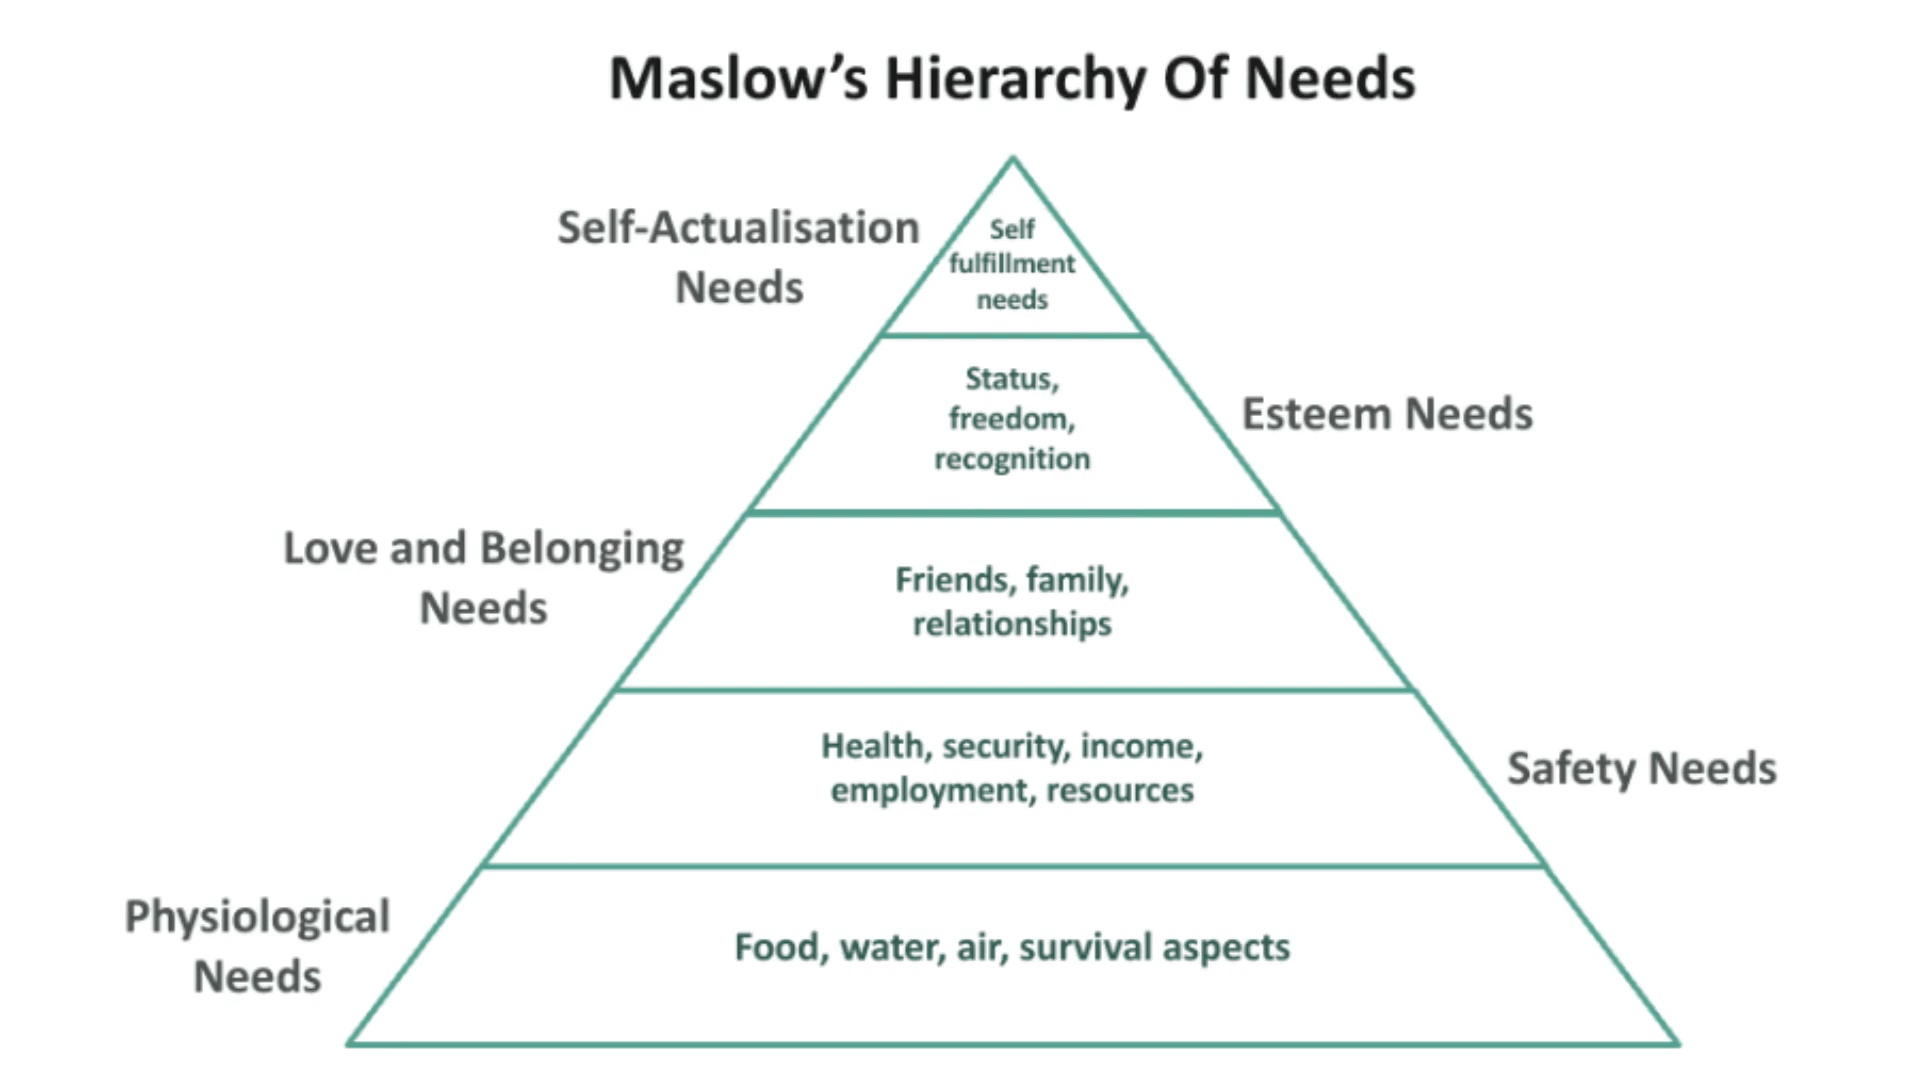 Maslow’s Hierarchy Of Needs
Self-Actualisation
Needs
Self
fulfillment
needs
Status,
freedom,
recognition
Esteem Needs
Love and Belonging
Needs
Friends, family,
relationships
Health, security, income,
employment, resources
Safety Needs
Physiological
Needs
Food, water, air, survival aspects